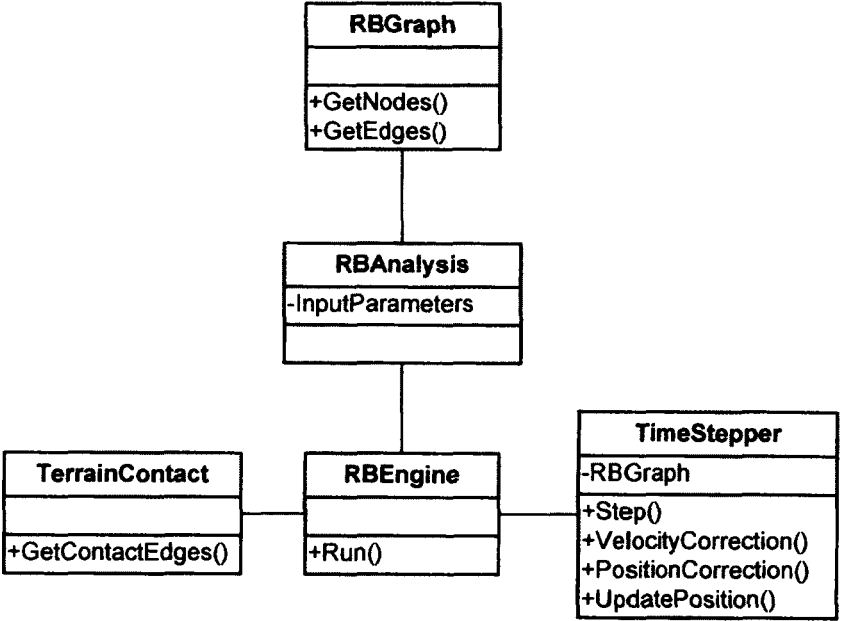 RBGraph
+GetNodes()
+GetEdges()
RBAnalysis
-InputParameters
TerrainContact
+GetContactEdges()
RBEngine
+Run()
TimeStepper
-RBGraph
+Step()
+VelocityCorrection()
+PositionCorrection()
+UpdatePosition()